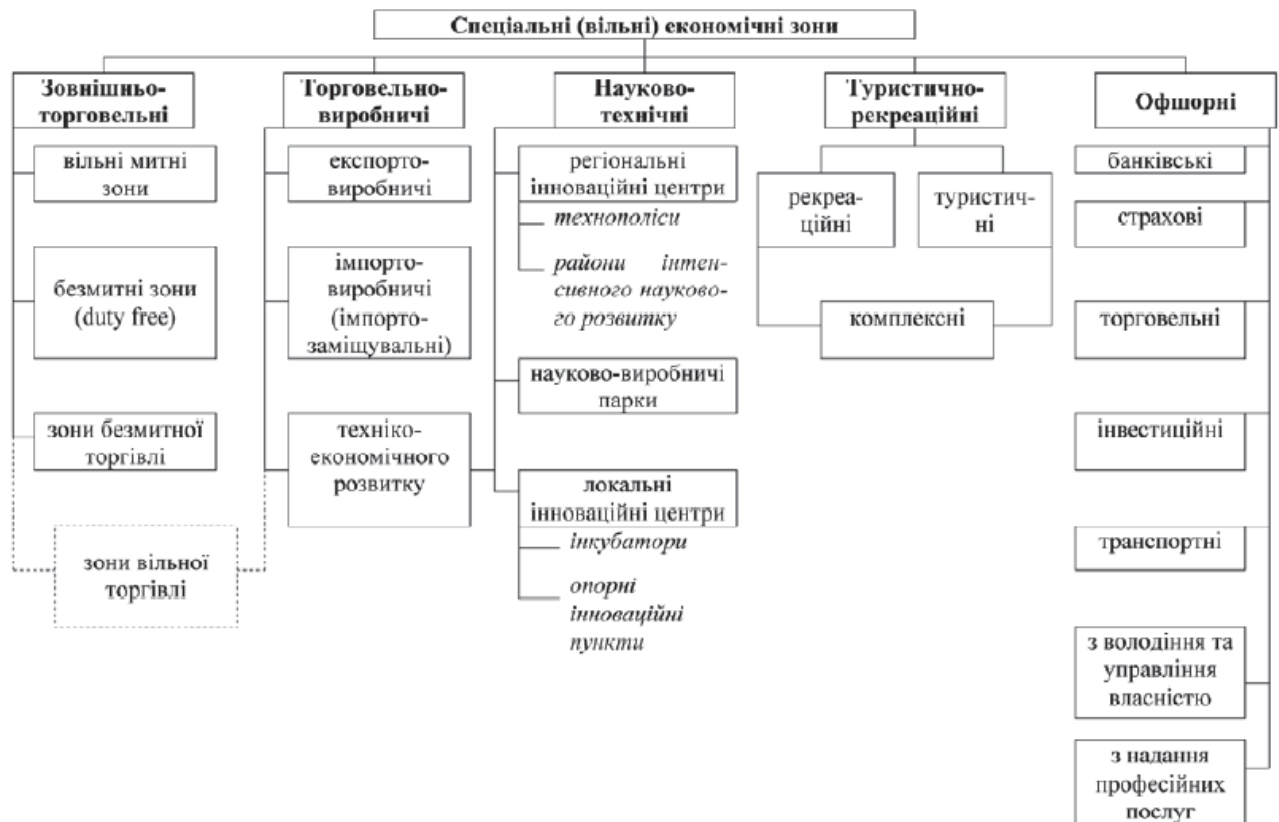 Спеціальні (вільні) економічні зони
Зовнішньо-
торговельні
вільні митні
зони
безмитні зони
(duty free)
зони безмитної
торгівлі
зони вільної
торгівлі
Торговельно-
виробничі
експорто-
виробничі
імпорто-
виробничі
(імпорто-
заміщувальні)
техніко-
економічного
розвитку
Науково-
технічні
регіональні
інноваційні центри
технополіси
райони інтен-
сивного науково-
го розвитку
науково-виробничі
парки
локальні
інноваційні центри
інкубатори
опорні
інноваційні
пункти
Туристично-
рекреаційні
рекреа-
ційні
туристич-
ні
комплексні
Офшорні
банківські
страхові
торговельні
інвестиційні
транспортні
з володіння та
управління
власністю
з надання
професійних
послуг